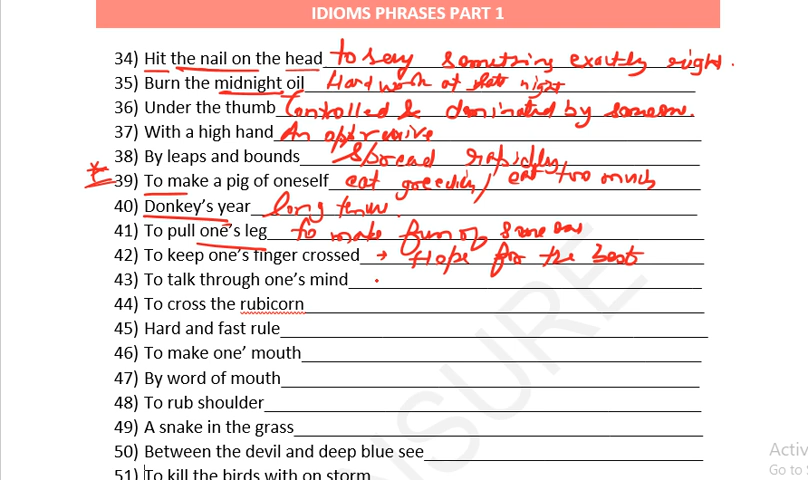 IDIOMS PHRASES PART 1
34) Hit the nail on the head to say something exactly right.
35) Burn the midnight oil Hard work at late night
36) Under the thumb Controlled & dominated by someone.
37) With a high hand An oppressive
38) By leaps and bounds Spread rapidly
39) To make a pig of oneself eat greedily / eat too much
40) Donkey's year long time.
41) To pull one's leg to make fun of some one
42) To keep one's finger crossed → Hope for the best
43) To talk through one's mind
44) To cross the rubicorn
45) Hard and fast rule
46) To make one' mouth
47) By word of mouth
48) To rub shoulder
49) A snake in the grass
50) Between the devil and deep blue see
51) To kill the birds with on storm
ENSURE
Activ
Go to S